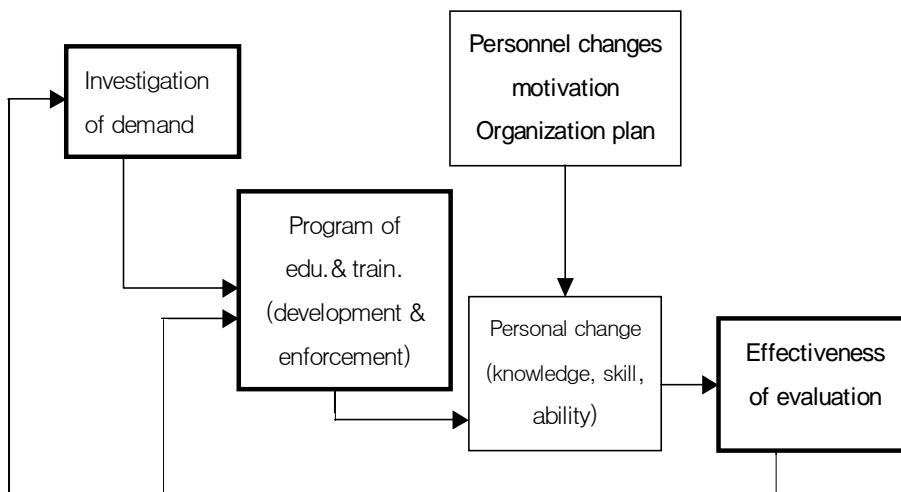 Investigation
of demand
Personnel changes
motivation
Organization plan
Program of
edu.& train.
(development &
enforcement)
Personal change
(knowledge, skill,
ability)
Effectiveness
of evaluation